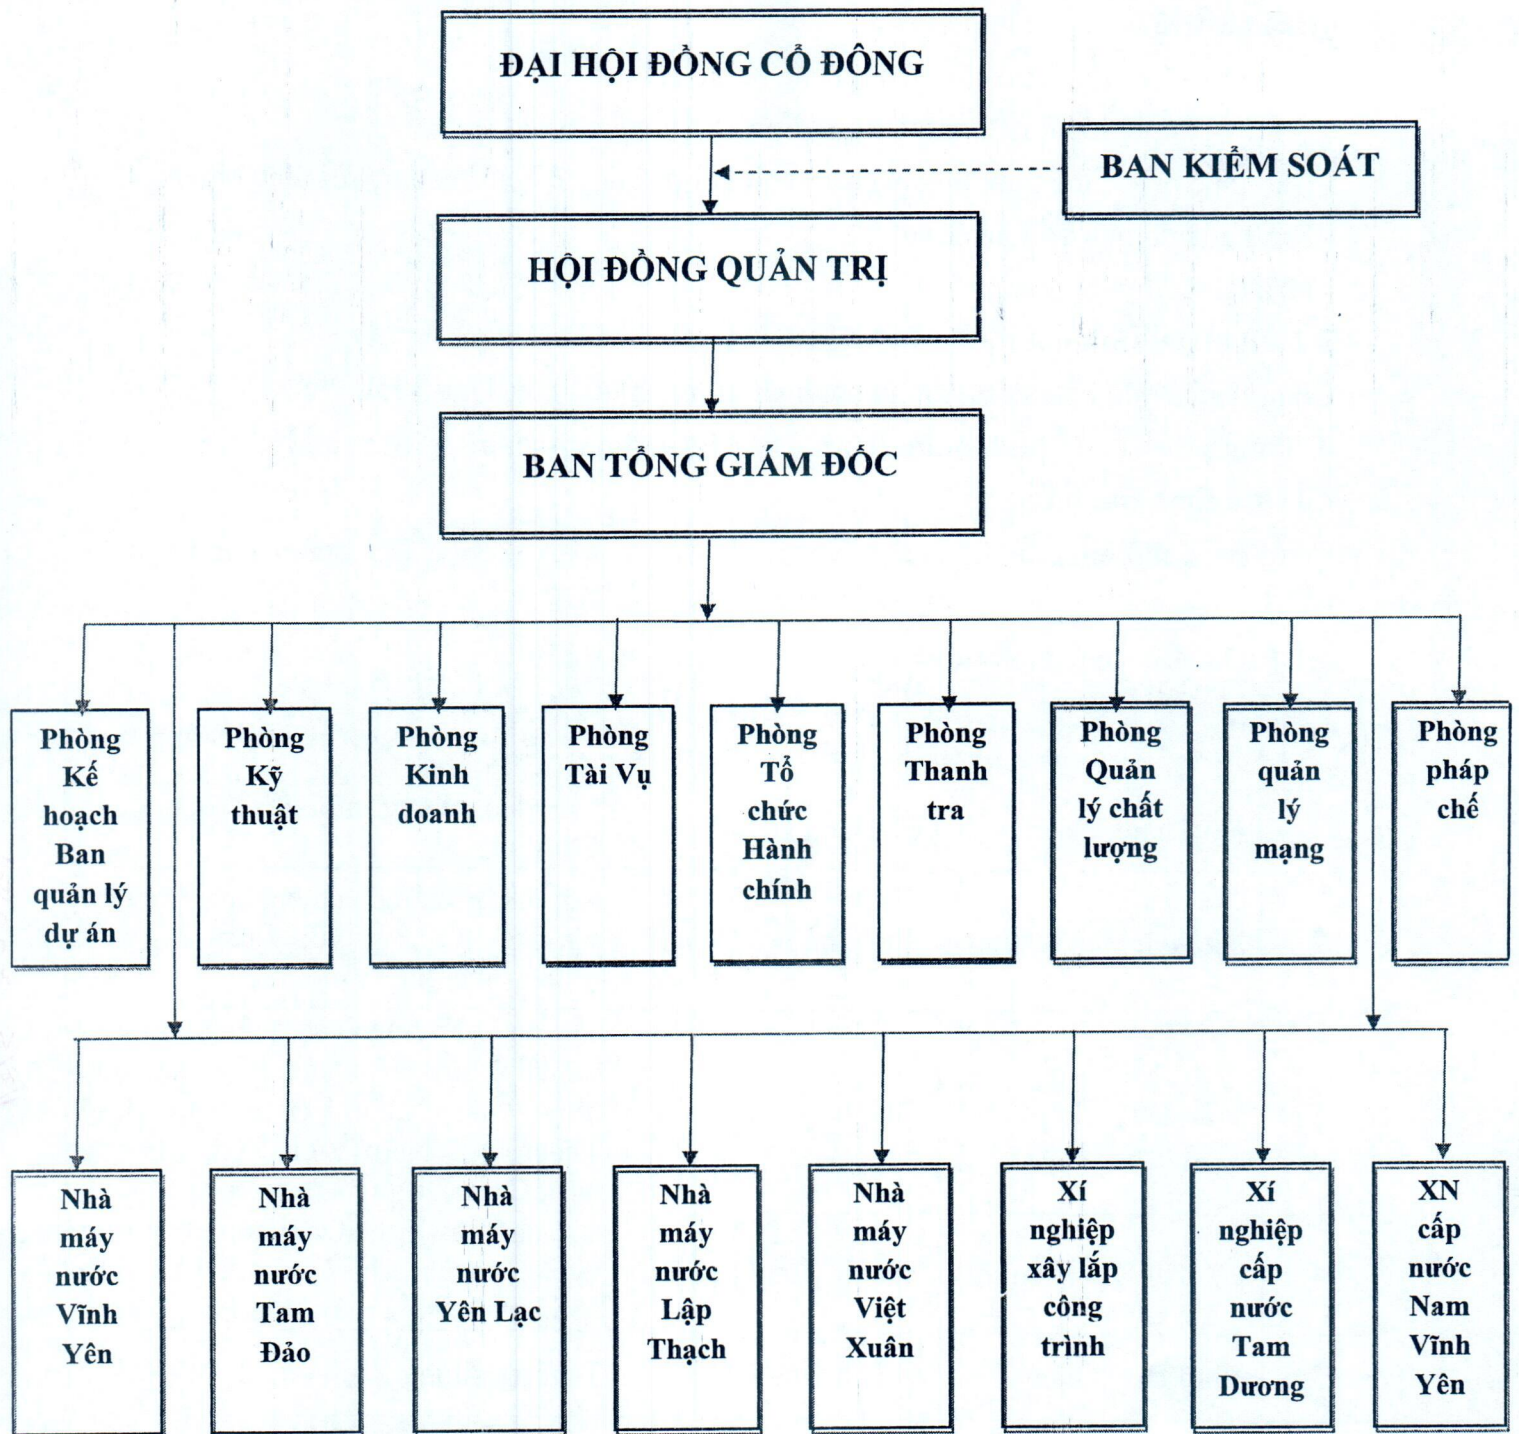 ĐẠI HỘI ĐỒNG CỔ ĐÔNG
BAN KIỂM SOÁT
HỘI ĐỒNG QUẢN TRỊ
BAN TỔNG GIÁM ĐỐC
Phòng
Kế
hoạch
Ban
quản lý
dự án
Phòng
Kỹ
thuật
Phòng
Kinh
doanh
Phòng
Tài Vụ
Phòng
Tổ
chức
Hành
chính
Phòng
Thanh
tra
Phòng
Quản
lý chất
lượng
Phòng
quản
lý
mạng
Phòng
pháp
chế
Nhà
máy
nước
Vĩnh
Yên
Nhà
máy
nước
Tam
Đảo
Nhà
máy
nước
Yên Lạc
Nhà
máy
nước
Lập
Thạch
Nhà
máy
nước
Việt
Xuân
Xí
nghiệp
xây lắp
công
trình
Xí
nghiệp
cấp
nước
Tam
Dương
XN
cấp
nước
Nam
Vĩnh
Yên